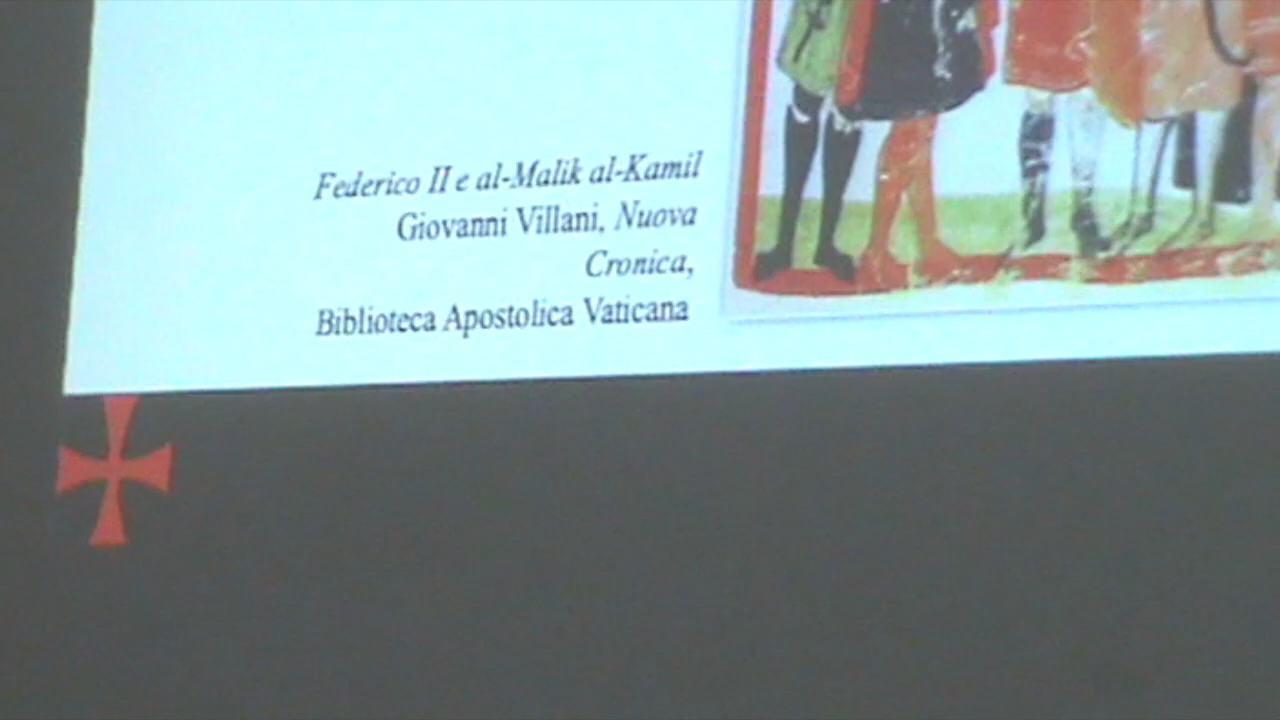 Federico II e al-Malik al-Kamil
Giovanni Villani, Nuova
Cronica,
Biblioteca Apostolica Vaticana